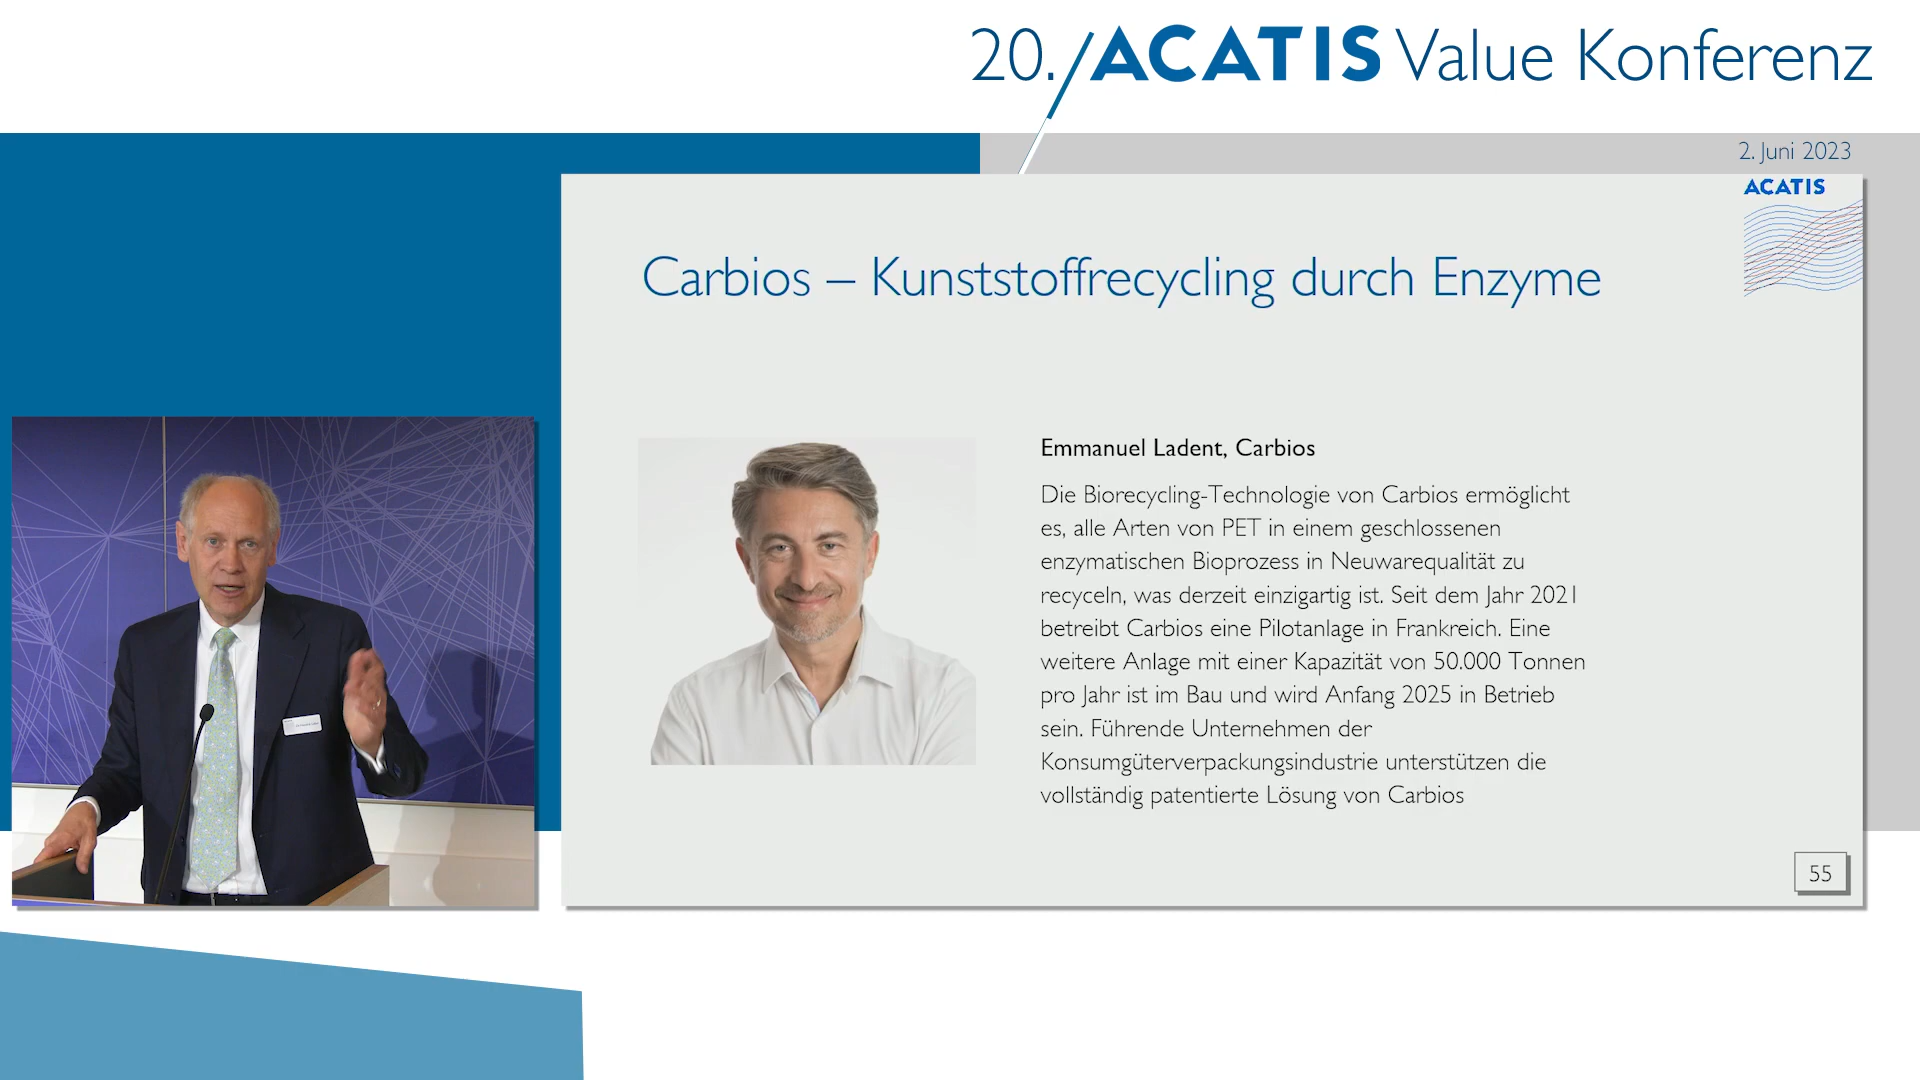 20. ACATIS Value Konferenz
2. Juni 2023
ACATIS
Carbios – Kunststoffrecycling durch Enzyme
Emmanuel Ladent, Carbios
Die Biorecycling-Technologie von Carbios ermöglicht
es, alle Arten von PET in einem geschlossenen
enzymatischen Bioprozess in Neuwarequalität zu
recyceln, was derzeit einzigartig ist. Seit dem Jahr 2021
betreibt Carbios eine Pilotanlage in Frankreich. Eine
weitere Anlage mit einer Kapazität von 50.000 Tonnen
pro Jahr ist im Bau und wird Anfang 2025 in Betrieb
sein. Führende Unternehmen der
Konsumgüterverpackungsindustrie unterstützen die
vollständig patentierte Lösung von Carbios
55